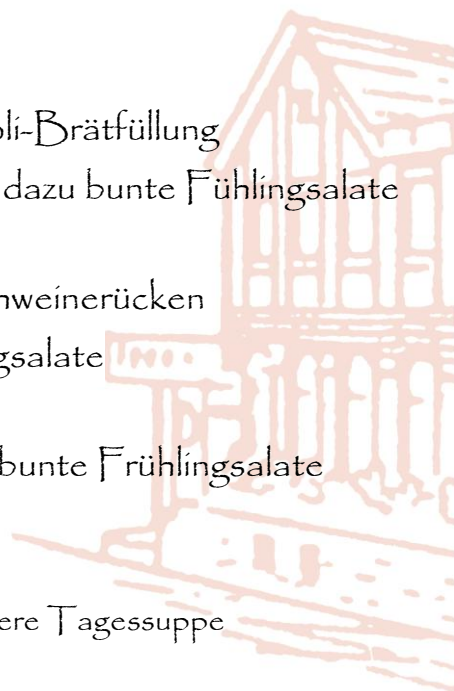 oli-Brätfüllung
dazu bunte Fühlingsalate
hweinerücken
gsalate
bunte Frühlingsalate
ere Tagessuppe